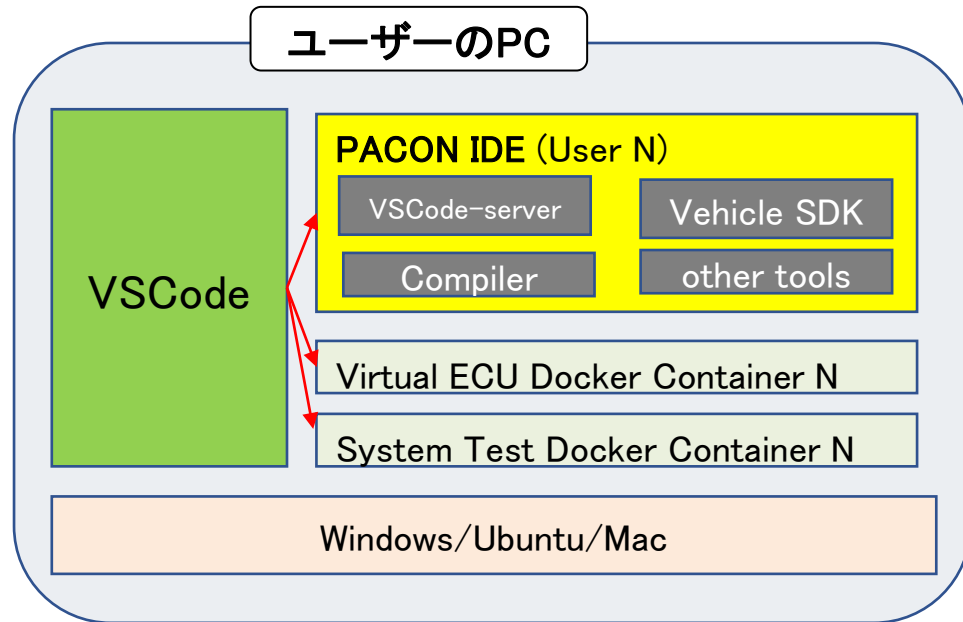 ユーザーのPC
VSCode
PACON IDE (User N)
VSCode-server
Vehicle SDK
Compiler
other tools
Virtual ECU Docker Container N
System Test Docker Container N
Windows/Ubuntu/Mac